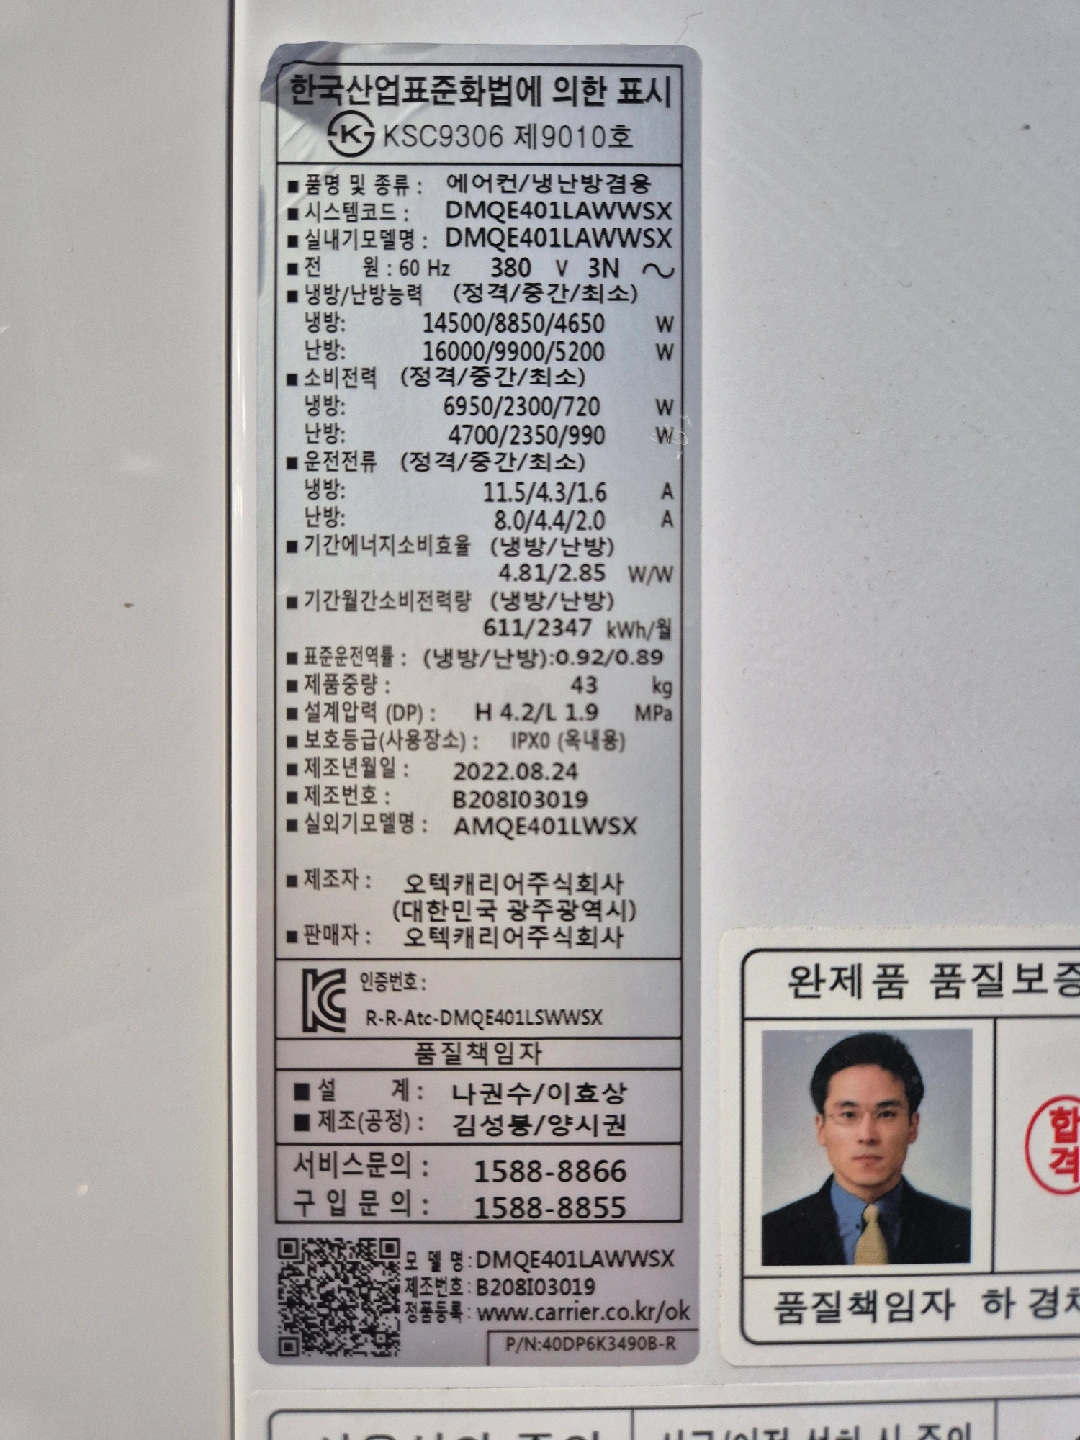 한국산업표준화법에 의한 표시
KSC9306 제9010호
■ 품명 및 종류 : 에어컨/냉난방겸용
■ 시스템코드 : DMQE401LAWWSX
■ 실내기모델명 : DMQE401LAWWSX
■ 전 원 : 60 Hz 380 V 3N ～
■ 냉방/난방능력 (정격/중간/최소)
냉방: 14500/8850/4650 W
난방: 16000/9900/5200 W
■ 소비전력 (정격/중간/최소)
냉방: 6950/2300/720 W
난방: 4700/2350/990 W
■ 운전전류 (정격/중간/최소)
냉방: 11.5/4.3/1.6 A
난방: 8.0/4.4/2.0 A
■ 기간에너지소비효율 (냉방/난방)
4.81/2.85 W/W
■ 기간월간소비전력량 (냉방/난방)
611/2347 kWh/월
■ 표준운전역률 : (냉방/난방):0.92/0.89
■ 제품중량 : 43 kg
■ 설계압력 (DP) : H 4.2/L 1.9 MPa
■ 보호등급(사용장소) : IPX0 (옥내용)
■ 제조년월일 : 2022.08.24
■ 제조번호 : B208I03019
■ 실외기모델명 : AMQE401LWSX
■ 제조자 : 오텍캐리어주식회사
(대한민국 광주광역시)
■ 판매자 : 오텍캐리어주식회사
인증번호 :
R-R-Atc-DMQE401LSWWSX
품질책임자
■ 설 계 : 나권수/이효상
■ 제조(공정) : 김성룡/양시권
서비스문의 : 1588-8866
구입문의 : 1588-8855
모 델 명 : DMQE401LAWWSX
제조번호 : B208I03019
정품등록 : www.carrier.co.kr/ok
P/N:40DP6K3490B-R
완제품 품질보증
합격
품질책임자 하 경